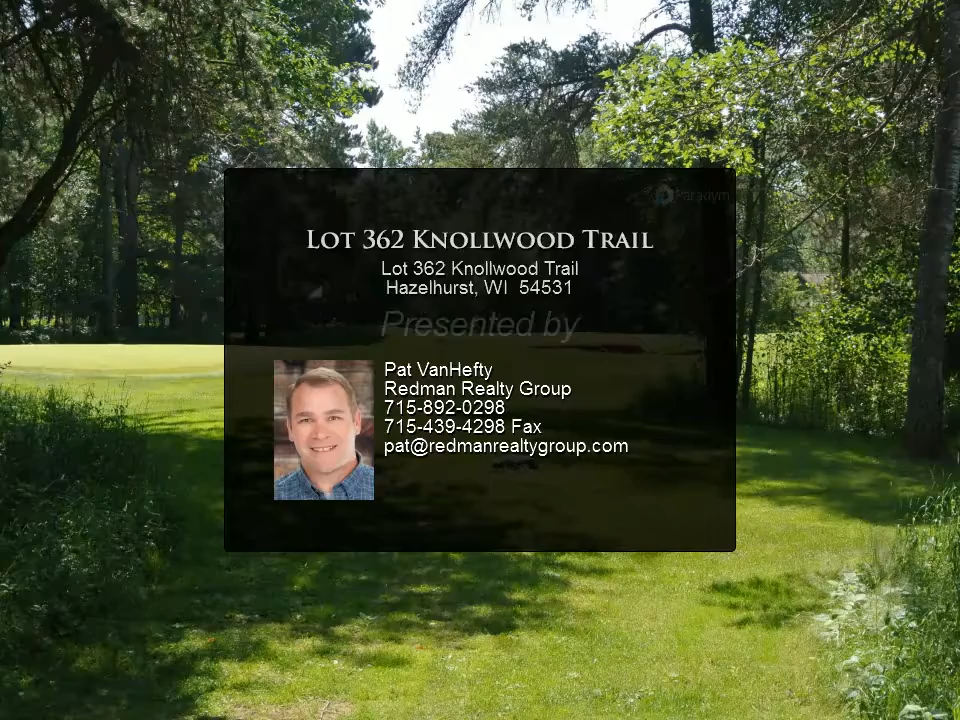 Paradym
Lot 362 Knollwood Trail
Lot 362 Knollwood Trail
Hazelhurst, WI 54531
Presented by
Pat VanHefty
Redman Realty Group
715-892-0298
715-439-4298 Fax
pat@redmanrealtygroup.com